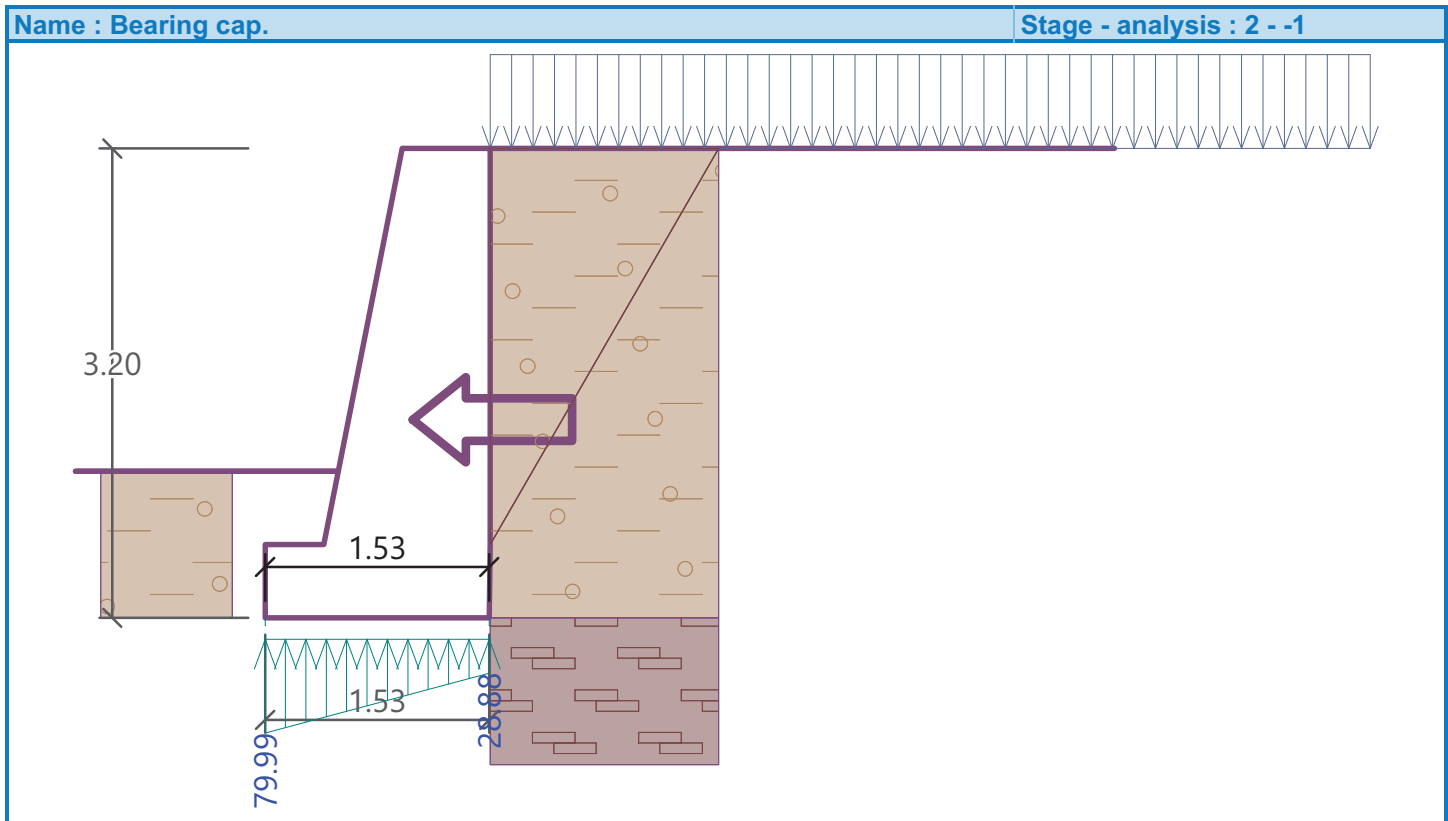 Name : Bearing cap.
Stage - analysis : 2 - -1
3.20
1.53
1.53
28.88
79.99